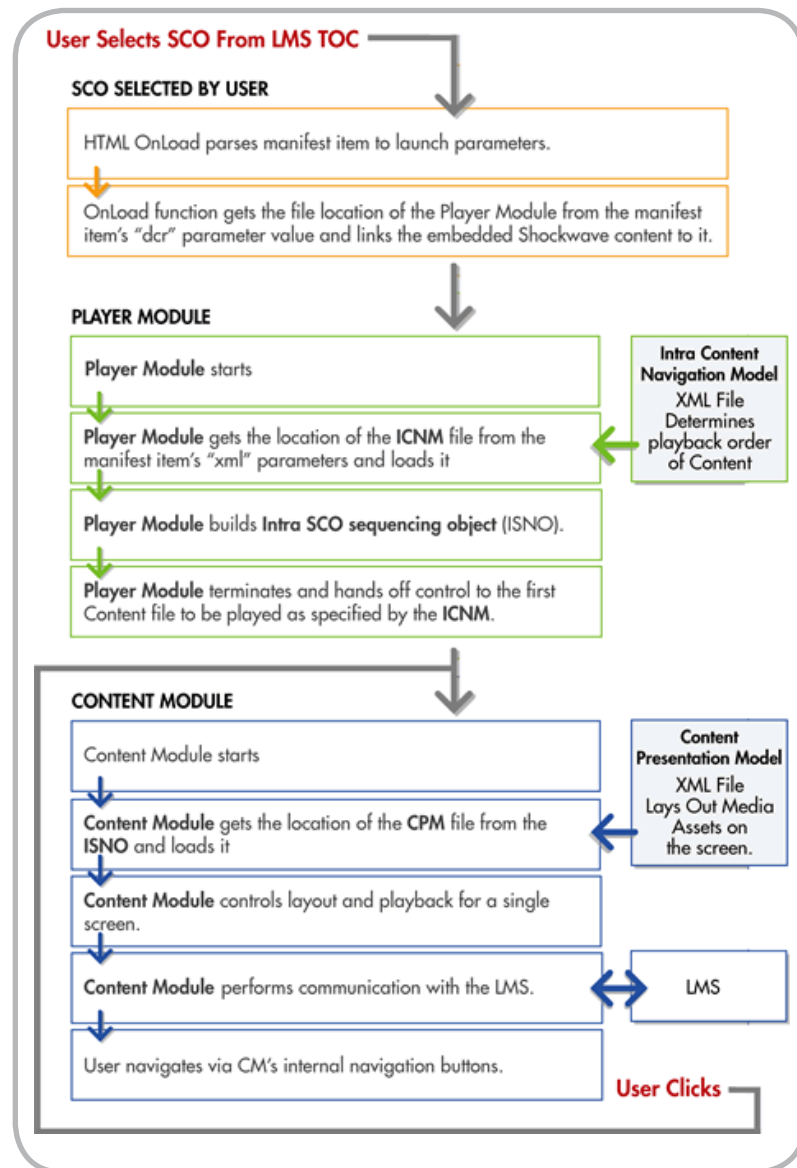 User Selects SCO From LMS TOC
SCO SELECTED BY USER
HTML OnLoad parses manifest item to launch parameters.
OnLoad function gets the file location of the Player Module from the manifest
item's “dcr” parameter value and links the embedded Shockwave content to it.
PLAYER MODULE
Player Module starts
Player Module gets the location of the ICNM file from the
manifest item's “xml” parameters and loads it
Player Module builds Intra SCO sequencing object (ISNO).
Player Module terminates and hands off control to the first
Content file to be played as specified by the ICNM.
Intra Content
Navigation Model
XML File
Determines
playback order
of Content
CONTENT MODULE
Content Module starts
Content Module gets the location of the CPM file from the
ISNO and loads it
Content Module controls layout and playback for a single
screen.
Content Module performs communication with the LMS.
User navigates via CM's internal navigation buttons.
Content
Presentation Model
XML File
Lays Out Media
Assets on
the screen.
LMS
User Clicks